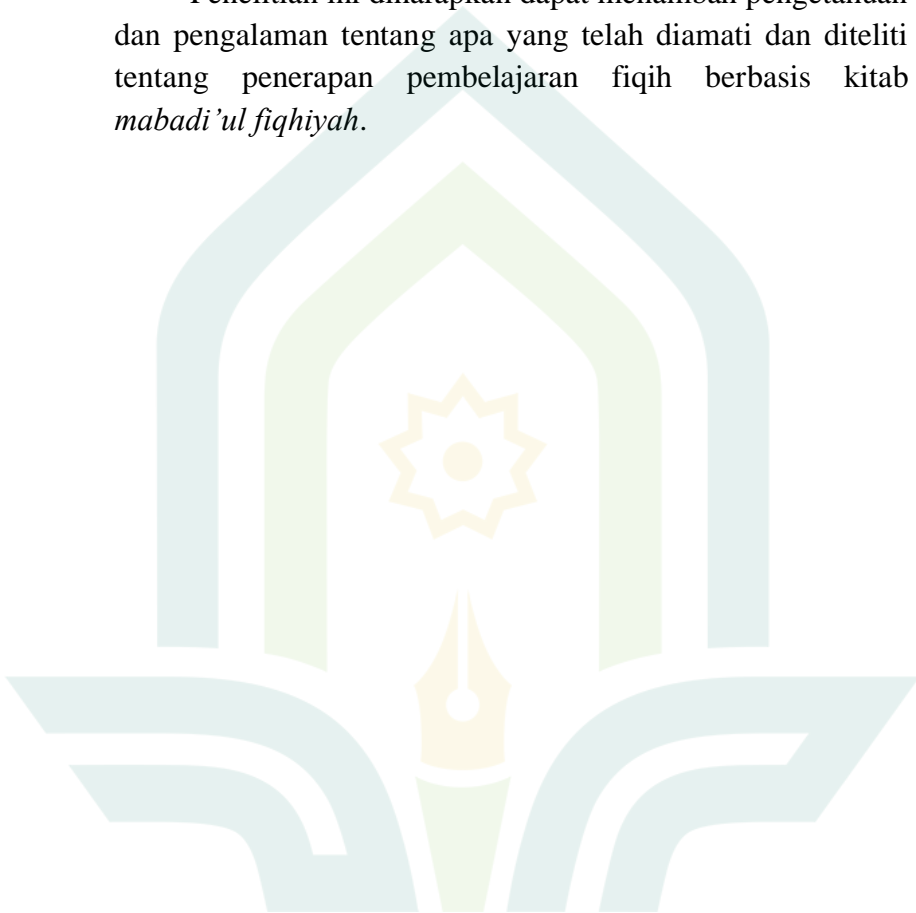 Penelitian ini diharapkan dapat menambah pengetahuan
dan pengalaman tentang apa yang telah diamati dan diteliti
tentang penerapan pembelajaran fiqih berbasis kitab
mabadi’ul fiqhiyah.